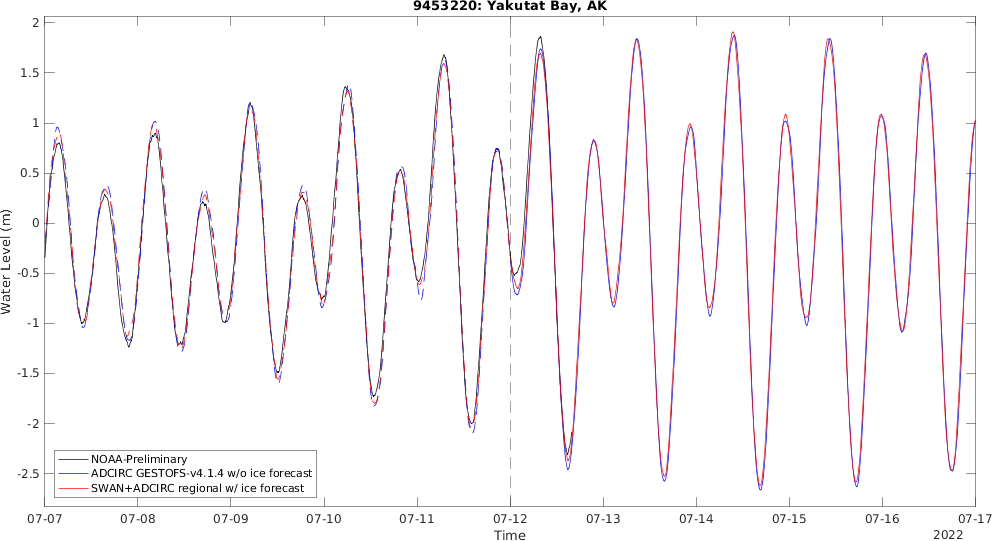 9453220: Yakutat Bay, AK
Water Level (m)
2
1.5
1
0.5
0
-0.5
-1
-1.5
-2
-2.5
NOAA-Preliminary
ADCIRC GESTOFS-v4.1.4 w/o ice forecast
SWAN+ADCIRC regional w/ ice forecast
07-07 07-08 07-09 07-10 07-11 07-12 07-13 07-14 07-15 07-16 07-17
Time
2022